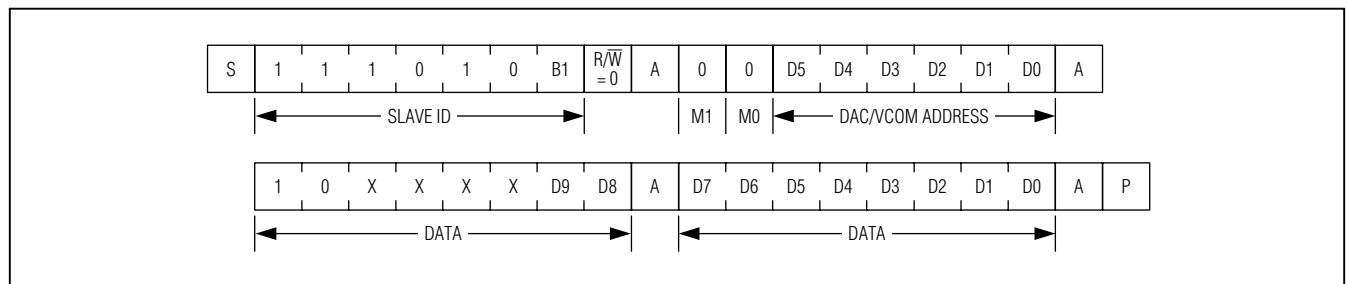 S 1 1 1 0 1 0 B1 R/W̅ = 0 A 0 0 D5 D4 D3 D2 D1 D0 A
SLAVE ID M1 M0 DAC/VCOM ADDRESS
1 0 X X X X D9 D8 A D7 D6 D5 D4 D3 D2 D1 D0 A P
DATA DATA